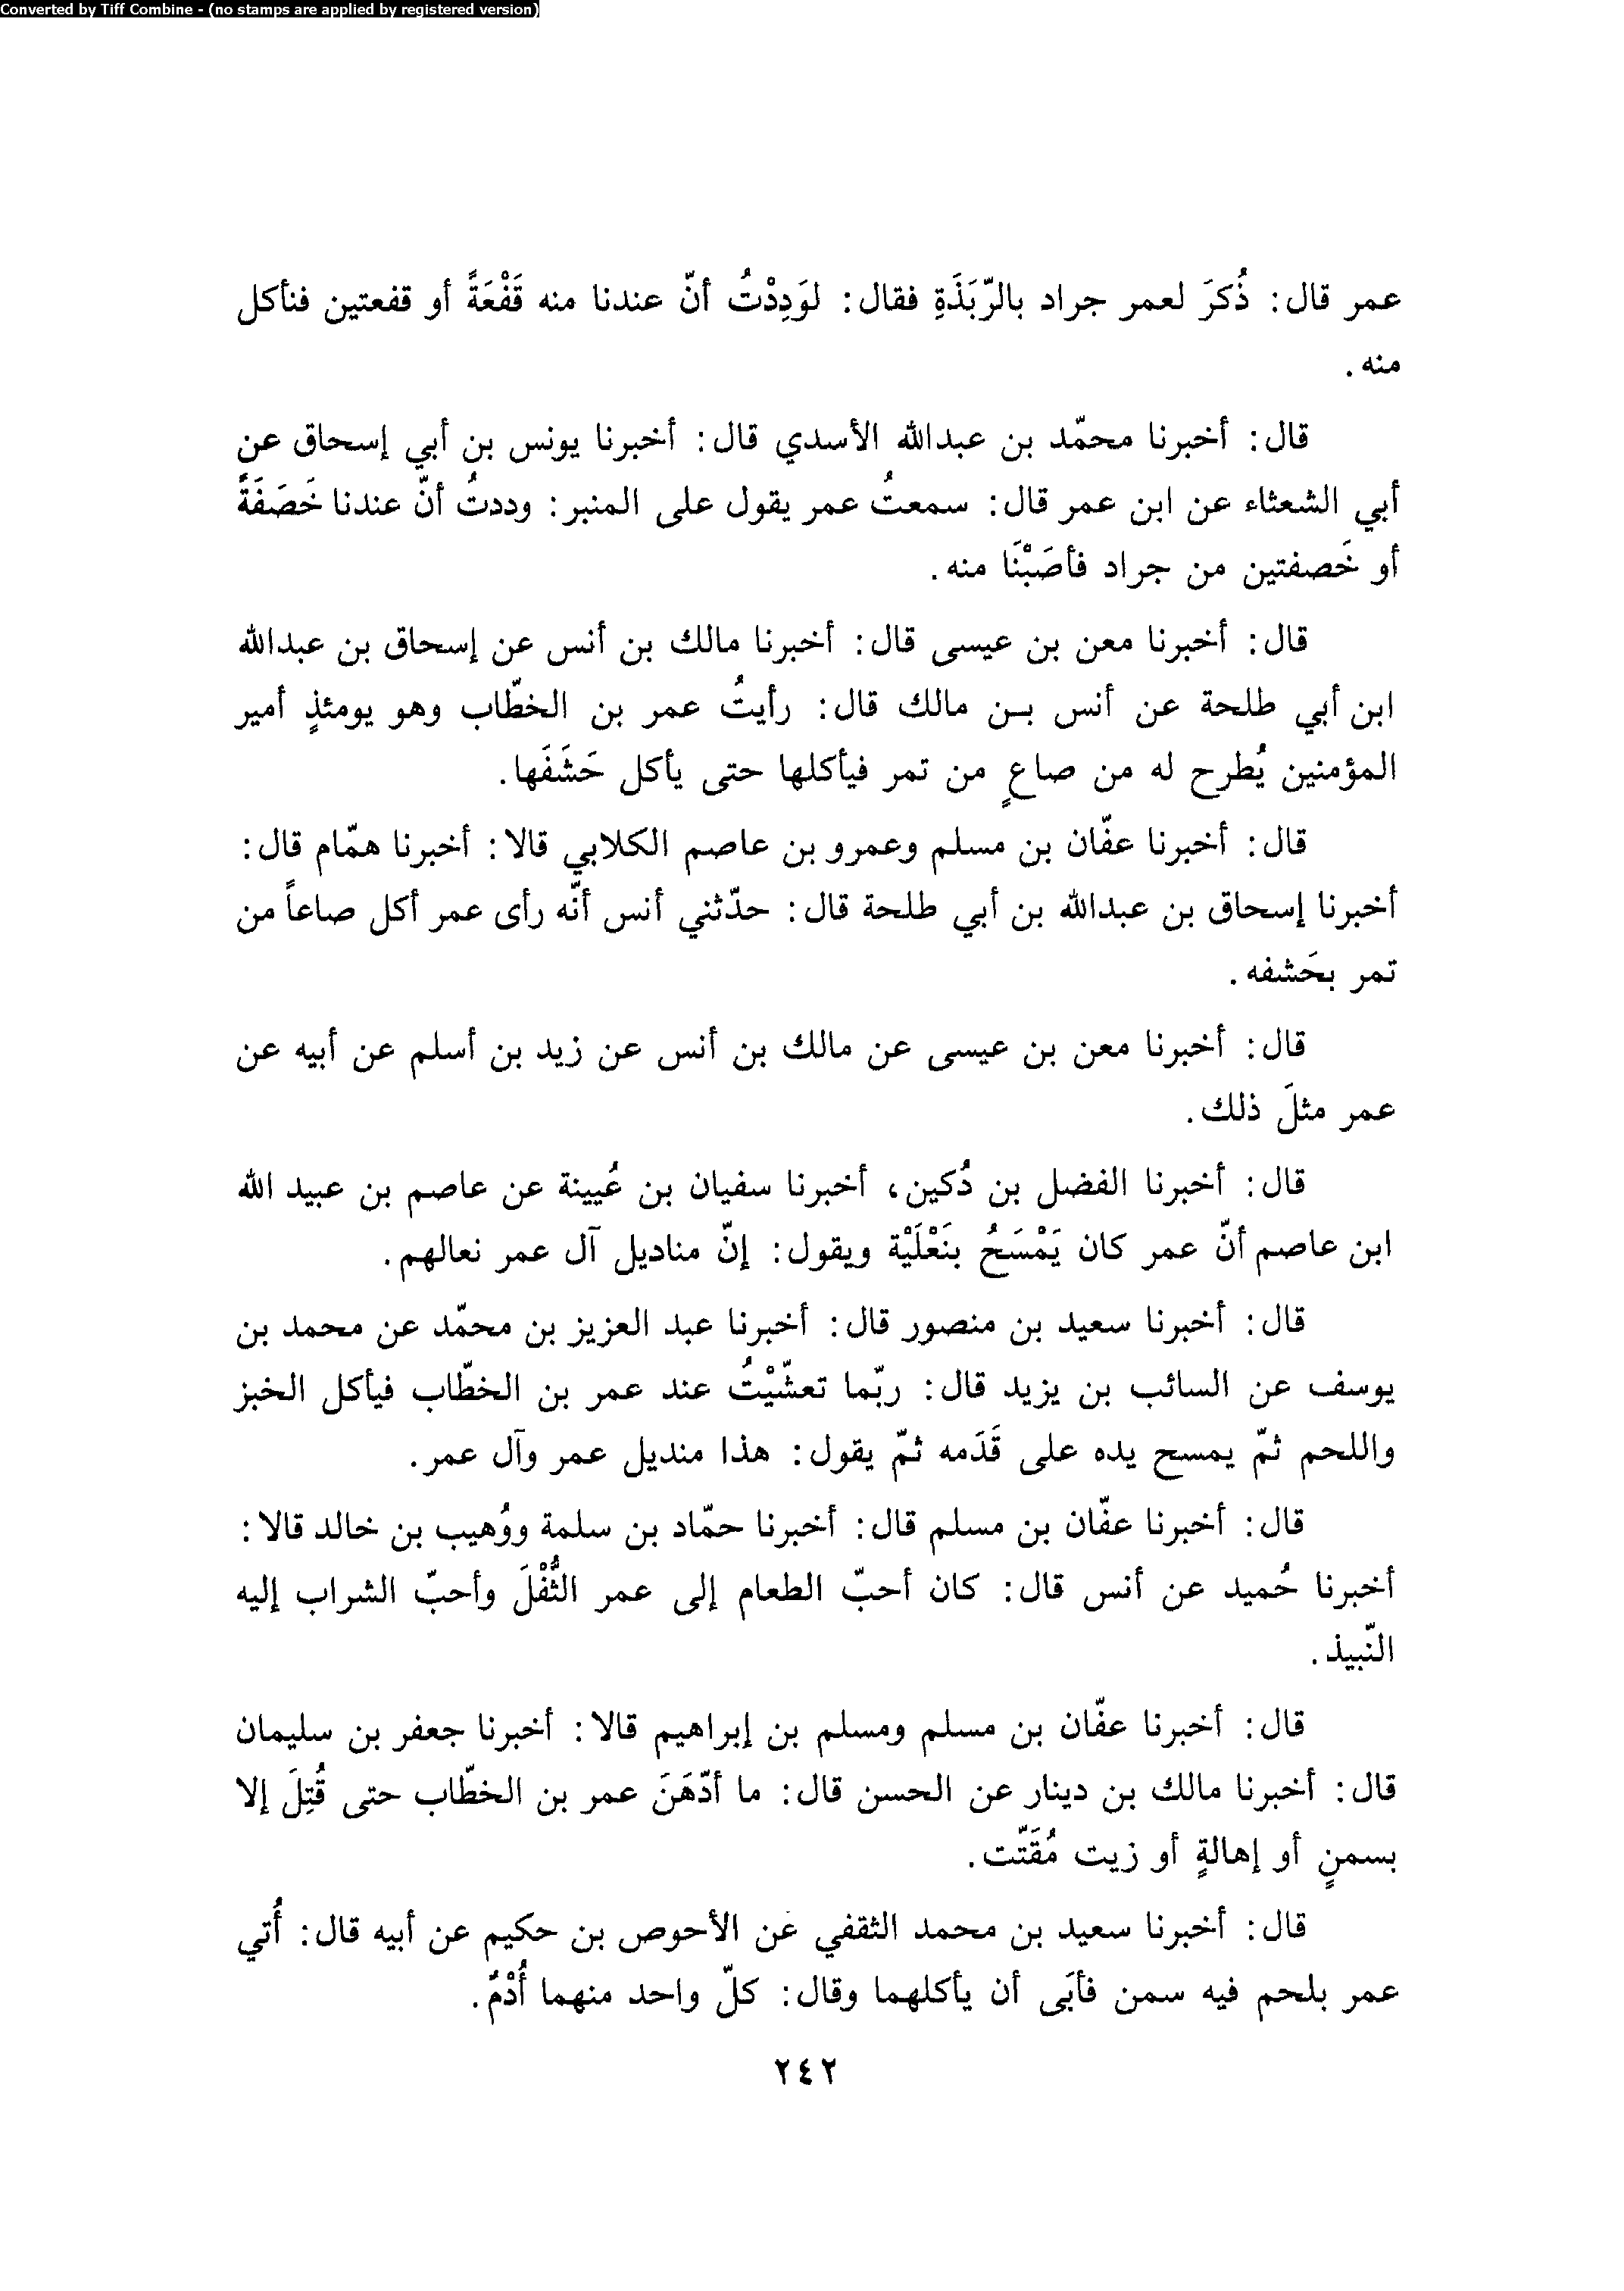 Converted by Tiff Combine - (no stamps are applied by registered version)
عمر قال: ذُكرَ لعمر جراد بالرّبَذَةِ فقال: لوَدِدْتُ أنّ عندنا منه قَفْعَةً أو قفعتين فنأكل
منه.
قال: أخبرنا محمّد بن عبدالله الأسدي قال: أخبرنا يونس بن أبي إسحاق عن
أبي الشعثاء عن ابن عمر قال: سمعتُ عمر يقول على المنبر: وددتُ أنّ عندنا خَصَفَةً
أو خَصفتين من جراد فأصَبْنَا منه.
قال: أخبرنا معن بن عيسى قال: أخبرنا مالك بن أنس عن إسحاق بن عبدالله
ابن أبي طلحة عن أنس بـن مالك قال: رأيتُ عمر بن الخطّاب وهو يومئذٍ أمير
المؤمنين يُطرح له من صاعٍ من تمر فيأكلها حتى يأكل حَشَفَها.
قال: أخبرنا عفّان بن مسلم وعمرو بن عاصم الكلابي قالا: أخبرنا همّام قال:
أخبرنا إسحاق بن عبدالله بن أبي طلحة قال: حدّثني أنس أنّه رأى عمر أكل صاعاً من
تمر بحَشفه.
قال: أخبرنا معن بن عيسى عن مالك بن أنس عن زيد بن أسلم عن أبيه عن
عمر مثلَ ذلك.
قال: أخبرنا الفضل بن دُكين، أخبرنا سفيان بن عُيينة عن عاصم بن عبيد الله
ابن عاصم أنّ عمر كان يَمْسَحُ بنَعْلَيْة ويقول: إنّ مناديل آل عمر نعالهم.
قال: أخبرنا سعيد بن منصور قال: أخبرنا عبد العزيز بن محمّد عن محمد بن
يوسف عن السائب بن يزيد قال: ربّما تعشّيْتُ عند عمر بن الخطّاب فيأكل الخبز
واللحم ثمّ يمسح يده على قَدَمه ثمّ يقول: هذا منديل عمر وآل عمر.
قال: أخبرنا عفّان بن مسلم قال: أخبرنا حمّاد بن سلمة ووُهيب بن خالد قالا:
أخبرنا حُميد عن أنس قال: كان أحبّ الطعام إلى عمر الثُّفْلَ وأحبّ الشراب إليه
النّبيذ.
قال: أخبرنا عفّان بن مسلم ومسلم بن إبراهيم قالا: أخبرنا جعفر بن سليمان
قال: أخبرنا مالك بن دينار عن الحسن قال: ما أدّهَنَ عمر بن الخطّاب حتى قُتِلَ إلا
بسمنٍ أو إهالةٍ أو زيت مُقَتّت.
قال: أخبرنا سعيد بن محمد الثقفي عَن الأحوص بن حكيم عن أبيه قال: أُتي
عمر بلحم فيه سمن فأبَى أن يأكلهما وقال: كلّ واحد منهما أُدْمٌ.
٢٤٢